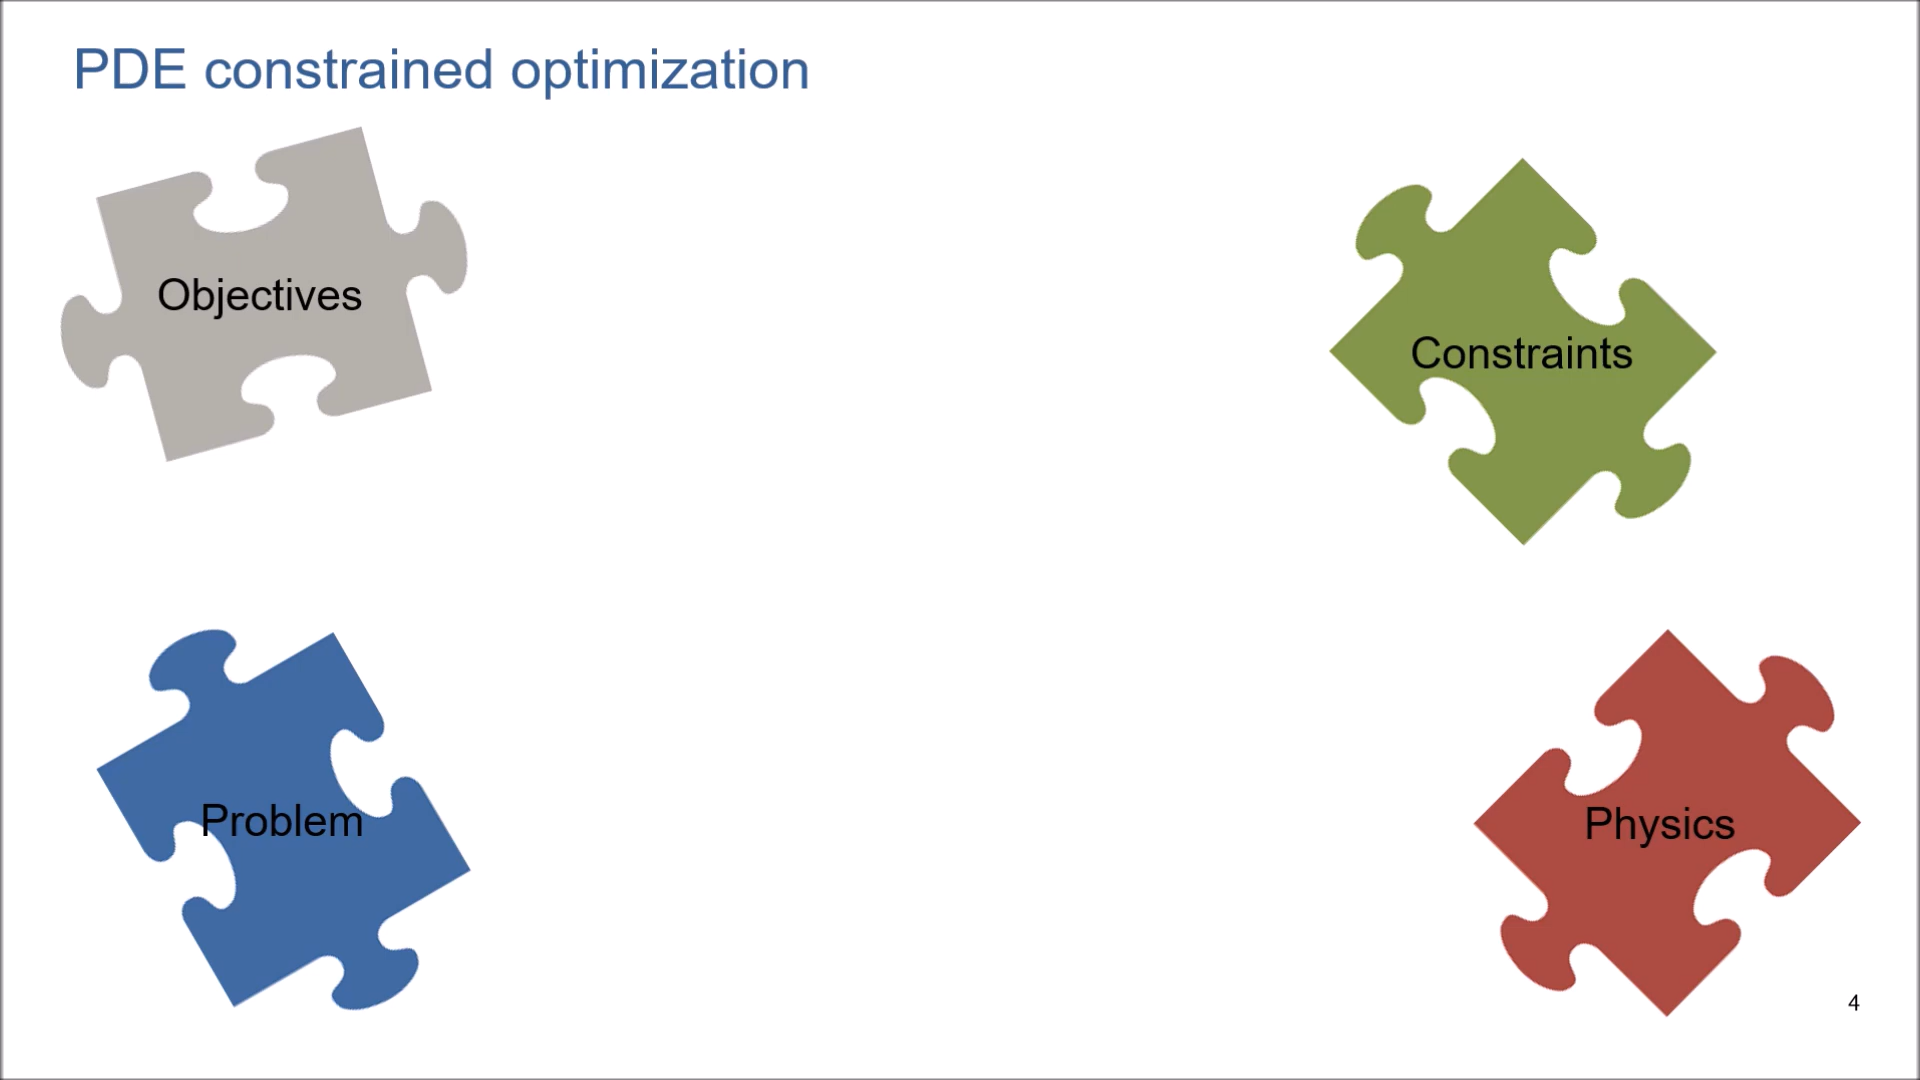 PDE constrained optimization
Objectives
Constraints
Problem
Physics
4